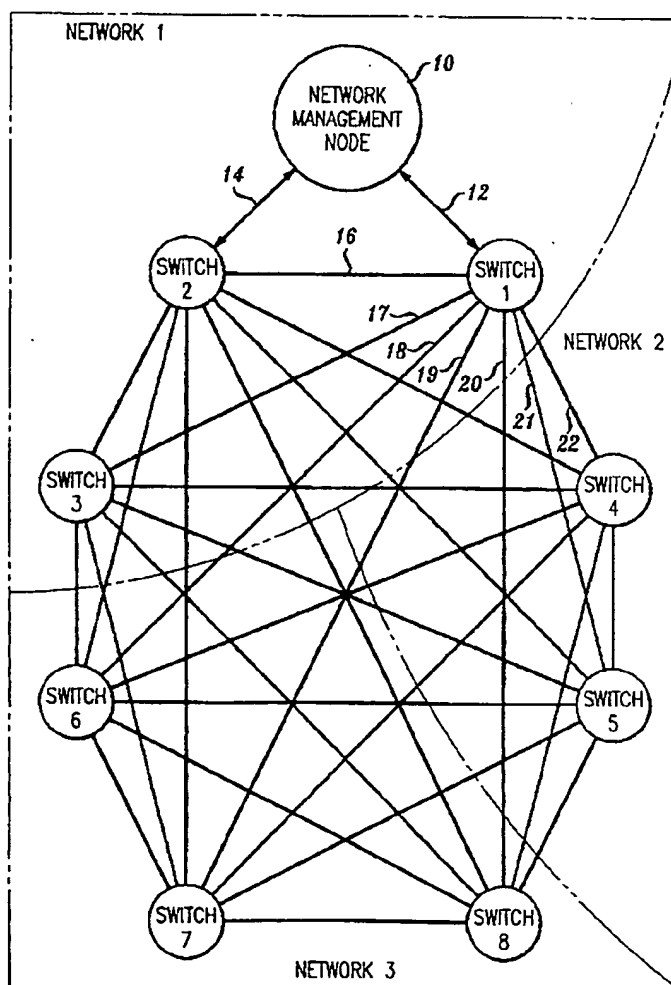 NETWORK 1
10
NETWORK
MANAGEMENT
NODE
14
12
16
SWITCH
2
SWITCH
1
17
18
19
20
NETWORK 2
21
22
SWITCH
3
SWITCH
4
SWITCH
6
SWITCH
5
SWITCH
7
SWITCH
8
NETWORK 3